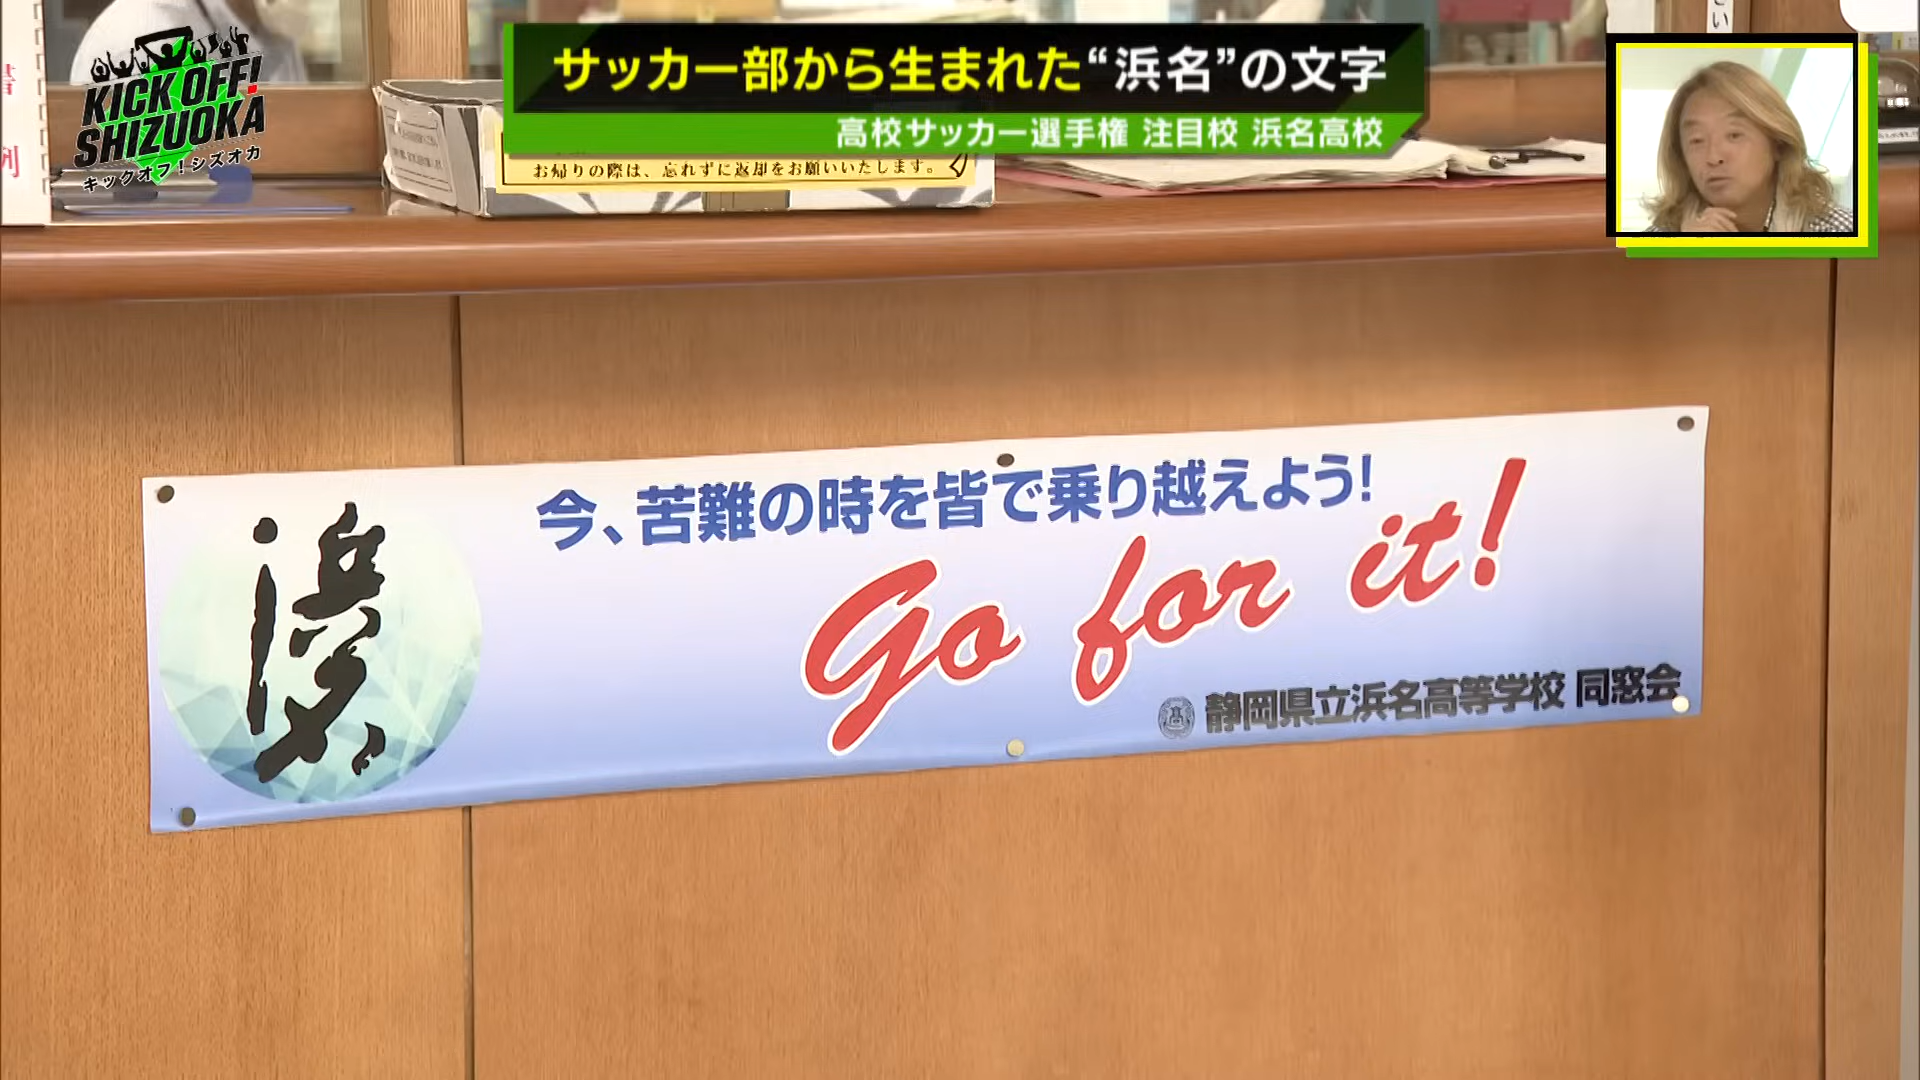 KICK OFF!
SHIZUOKA
キックオフ!シズオカ
サッカー部から生まれた“浜名”の文字
高校サッカー選手権 注目校 浜名高校
お帰りの際は、忘れずに返却をお願いいたします。
今、苦難の時を皆で乗り越えよう!
Go for it!
静岡県立浜名高等学校 同窓会